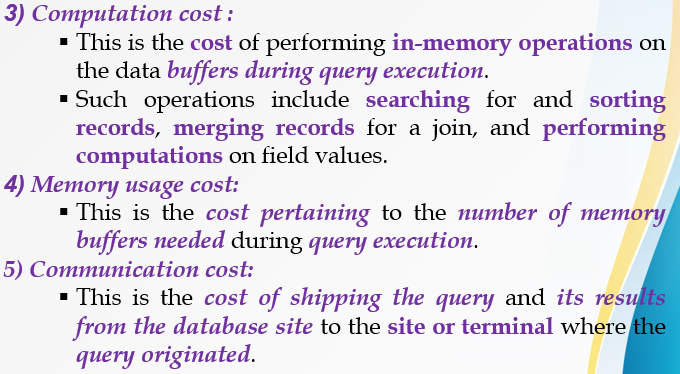 3) Computation cost :
▪ This is the cost of performing in-memory operations on
the data buffers during query execution.
▪ Such operations include searching for and sorting
records, merging records for a join, and performing
computations on field values.
4) Memory usage cost:
▪ This is the cost pertaining to the number of memory
buffers needed during query execution.
5) Communication cost:
▪ This is the cost of shipping the query and its results
from the database site to the site or terminal where the
query originated.